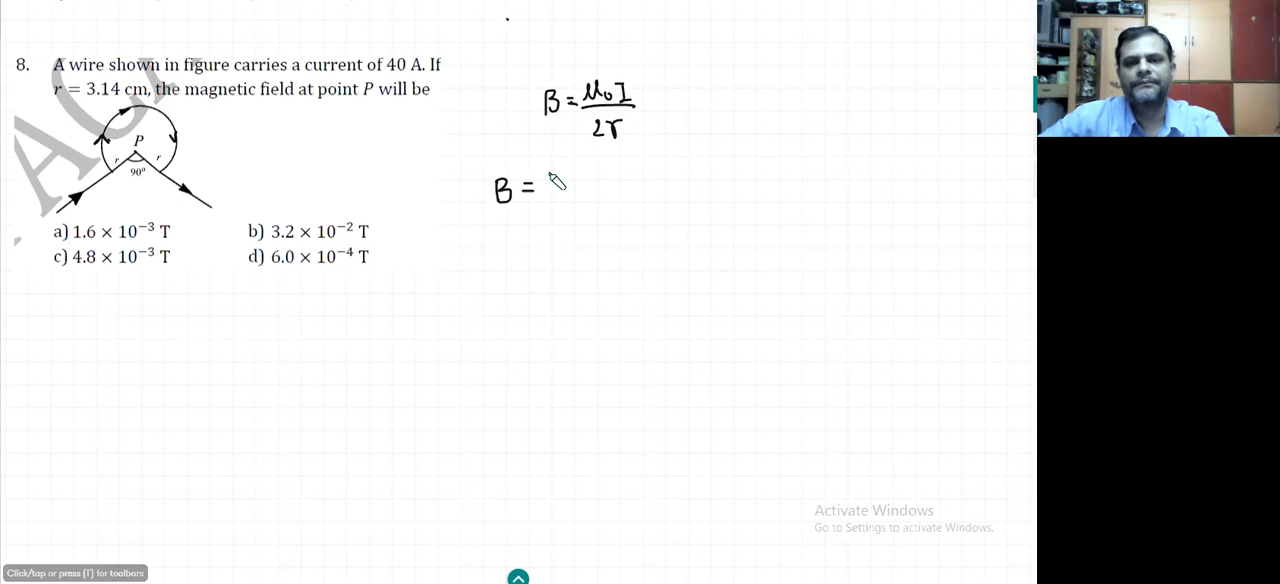 8. A wire shown in figure carries a current of 40 A. If
r = 3.14 cm, the magnetic field at point P will be
P
r r
90°
a) 1.6 × 10⁻³ T b) 3.2 × 10⁻² T
c) 4.8 × 10⁻³ T d) 6.0 × 10⁻⁴ T
B = μ₀I / 2r
B =
Activate Windows
Go to Settings to activate Windows.
Click/tap or press [T] for toolbars